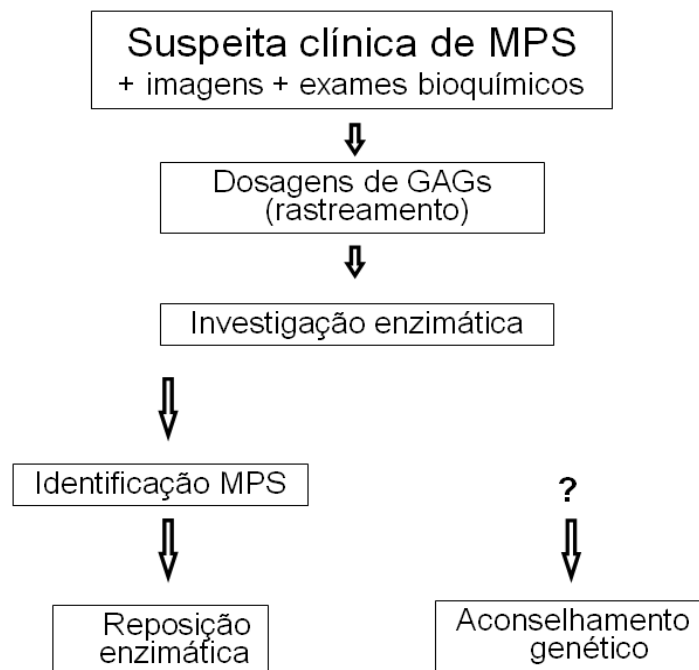 Suspeita clínica de MPS
+ imagens + exames bioquímicos
Dosagens de GAGs
(rastreamento)
Investigação enzimática
Identificação MPS
?
Reposição
enzimática
Aconselhamento
genético